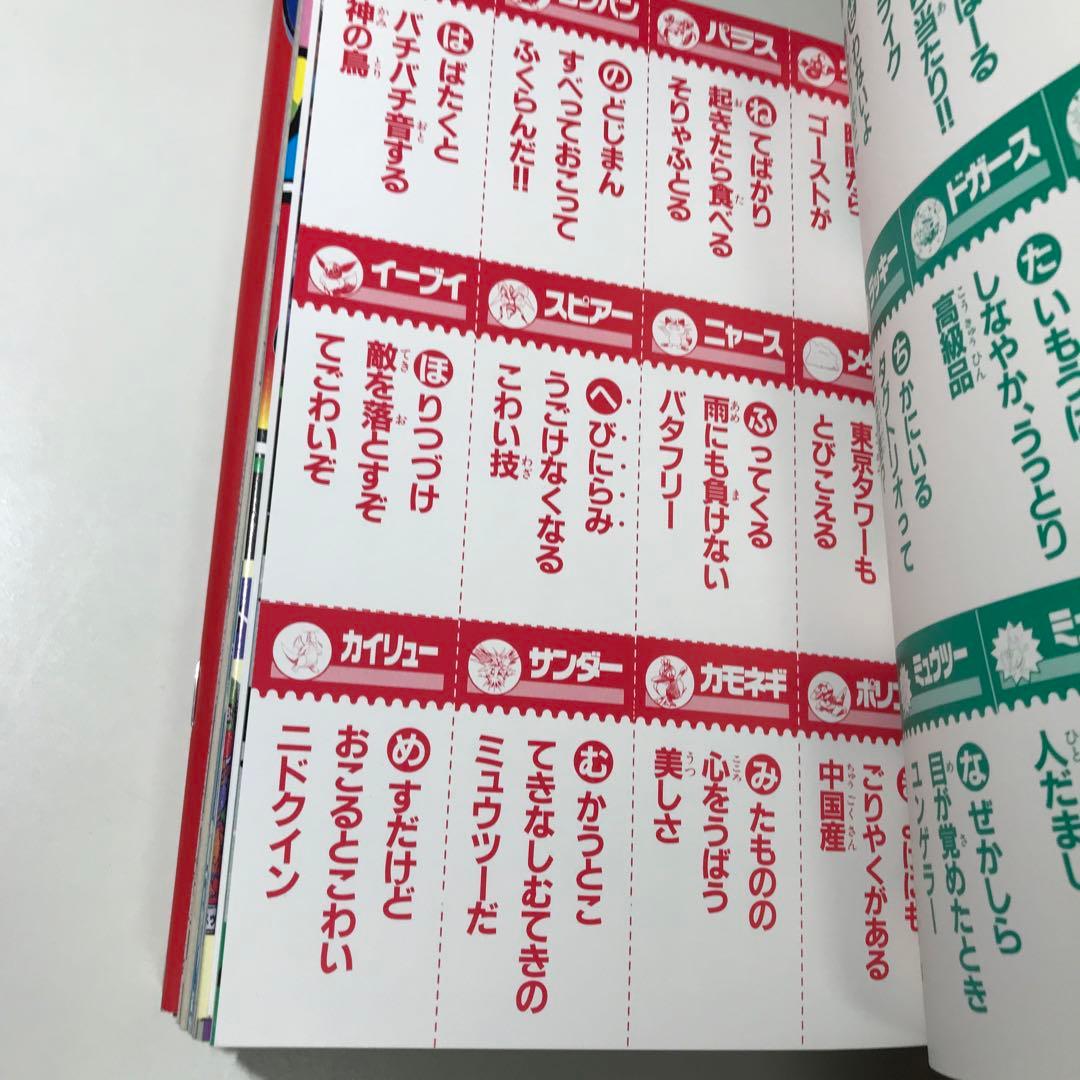 パラス
ねてばかり
起きたら食べる
そりゃふとる
のどじまん
すべっておこって
ふくらんだ!!
はばたくと
バチバチ音する
神の鳥
ゴーストが
イーブイ
スピアー
ニャース
東京タワーも
とびこえる
ふってくる
雨にも負けない
バタフリー
へびにらみ
うごけなくなる
こわい技
ほりつづけ
敵を落とすぞ
てごわいぞ
カイリュー
サンダー
カモネギ
ポリ
ごりやくがある
中国産
みたものの
心をうばう
美しさ
むかうとこ
てきなしむてきの
ミュウツーだ
めすだけど
おこるとこわい
ニドクイン
当たり!!
ドガース
しなやか、うっとり
高級品
ちかにいる
ダグトリオって
ミュウツー
人だまし
なぜかしら
目が覚めたとき
ユンゲラー